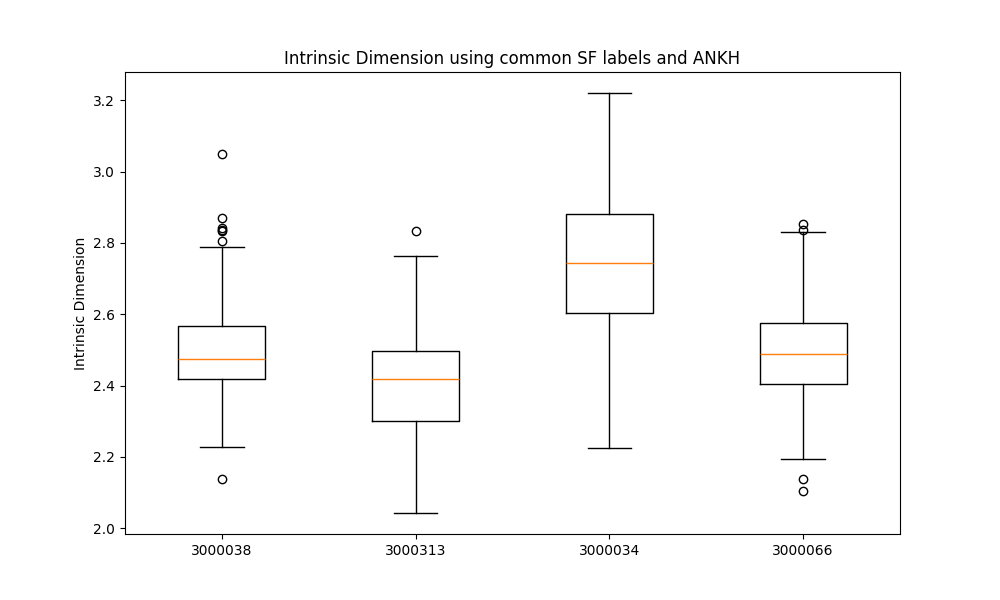 Intrinsic Dimension using common SF labels and ANKH
Intrinsic Dimension
3.2
3.0
2.8
2.6
2.4
2.2
2.0
3000038 3000313 3000034 3000066